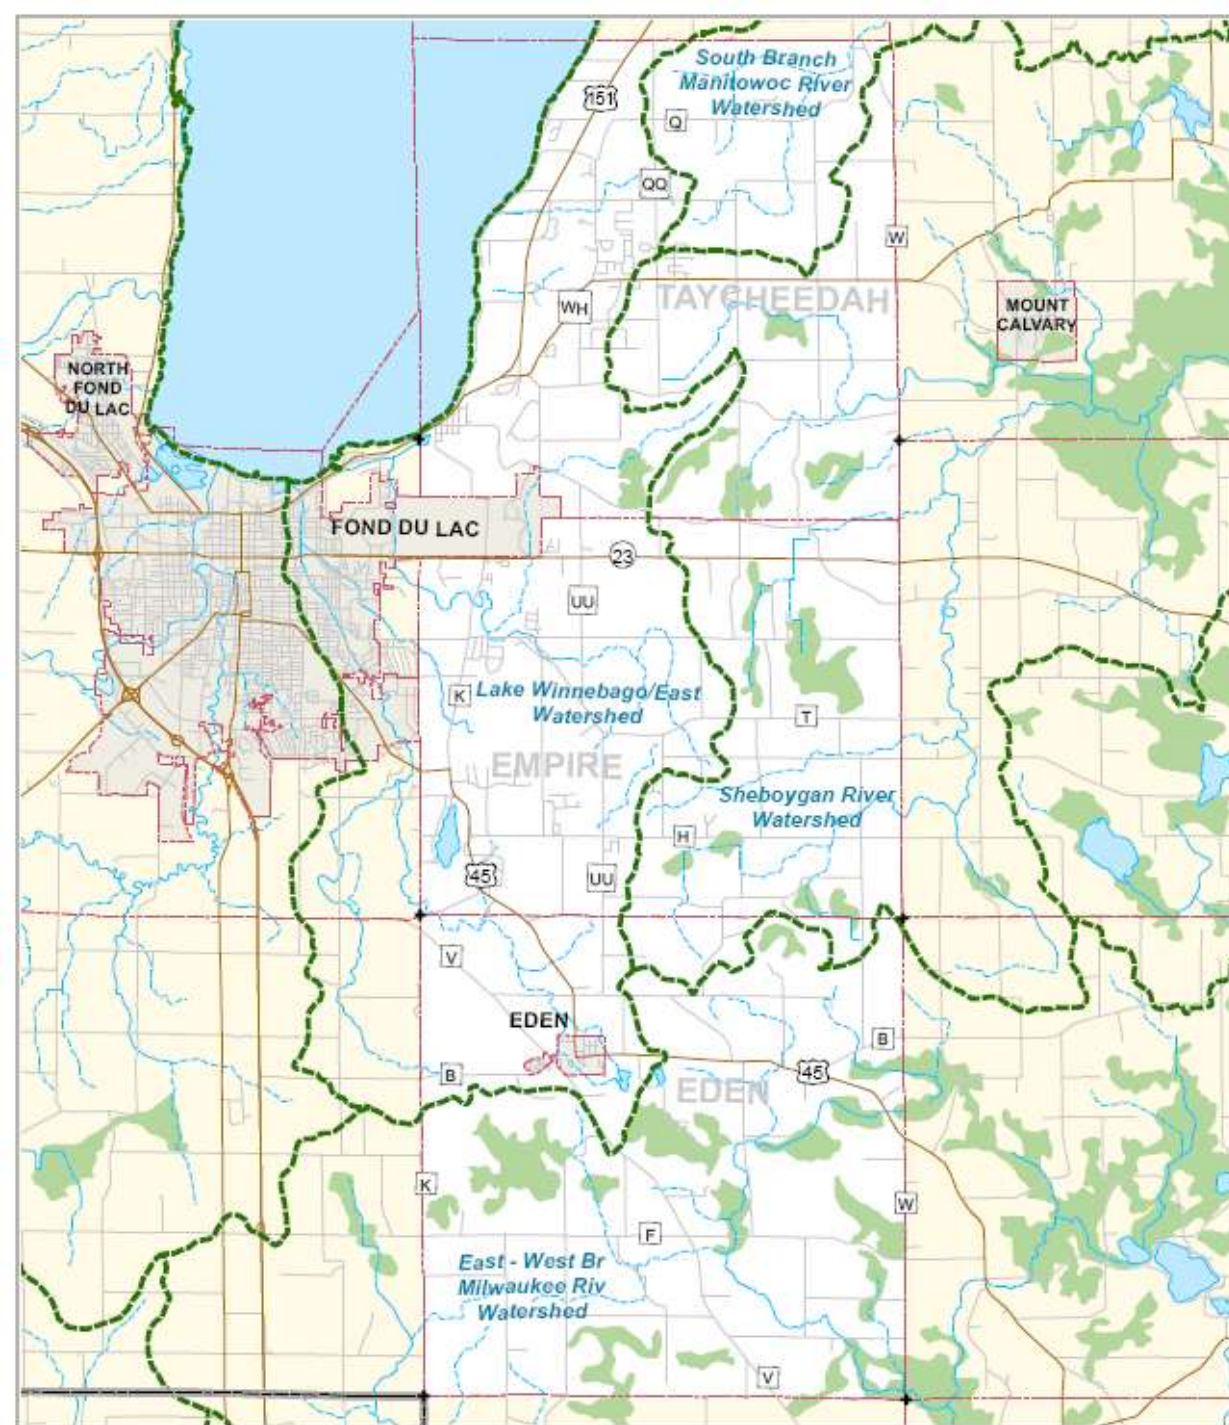 South Branch
Manitowoc River
Watershed
151
Q
QQ
W
TAYCHEEDAH
WH
MOUNT
CALVARY
NORTH
FOND
DU LAC
FOND DU LAC
23
UU
K
Lake Winnebago/East
Watershed
T
EMPIRE
Sheboygan River
Watershed
H
45
UU
V
EDEN
B
B
45
EDEN
K
W
F
East - West Br
Milwaukee Riv
Watershed
V